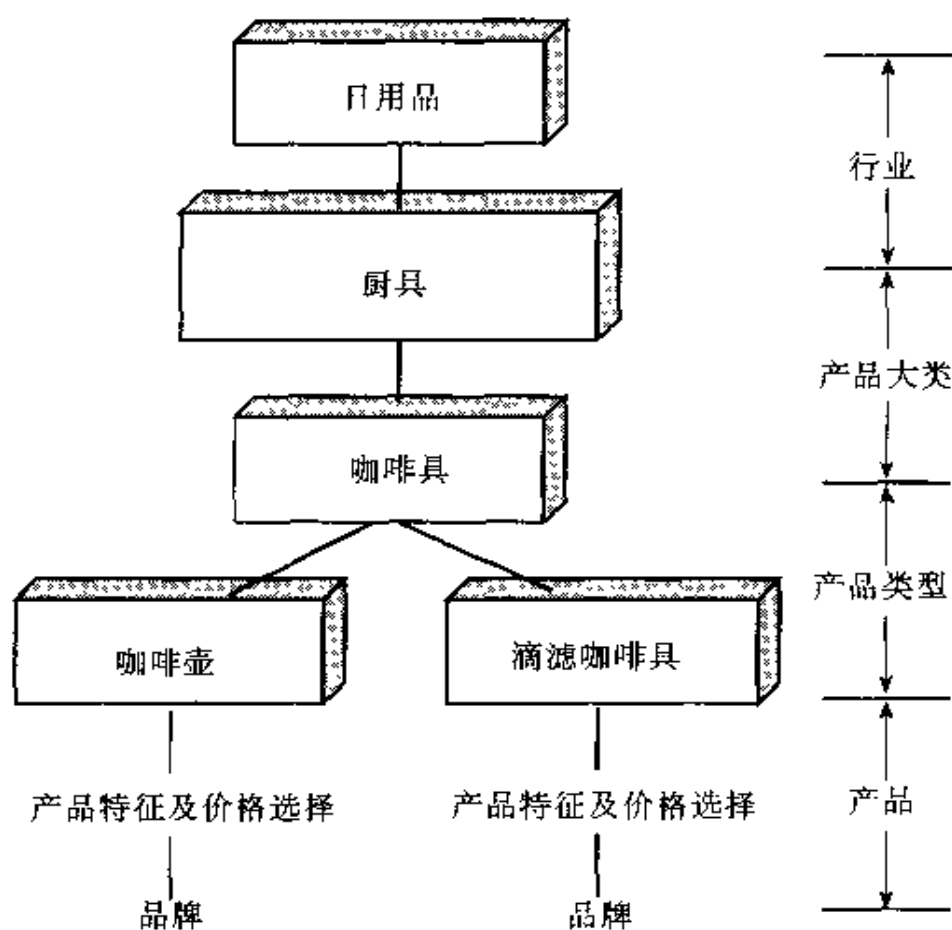 日用品
行业
厨具
产品大类
咖啡具
产品类型
咖啡壶
滴滤咖啡具
产品特征及价格选择
产品特征及价格选择
产品
品牌
品牌